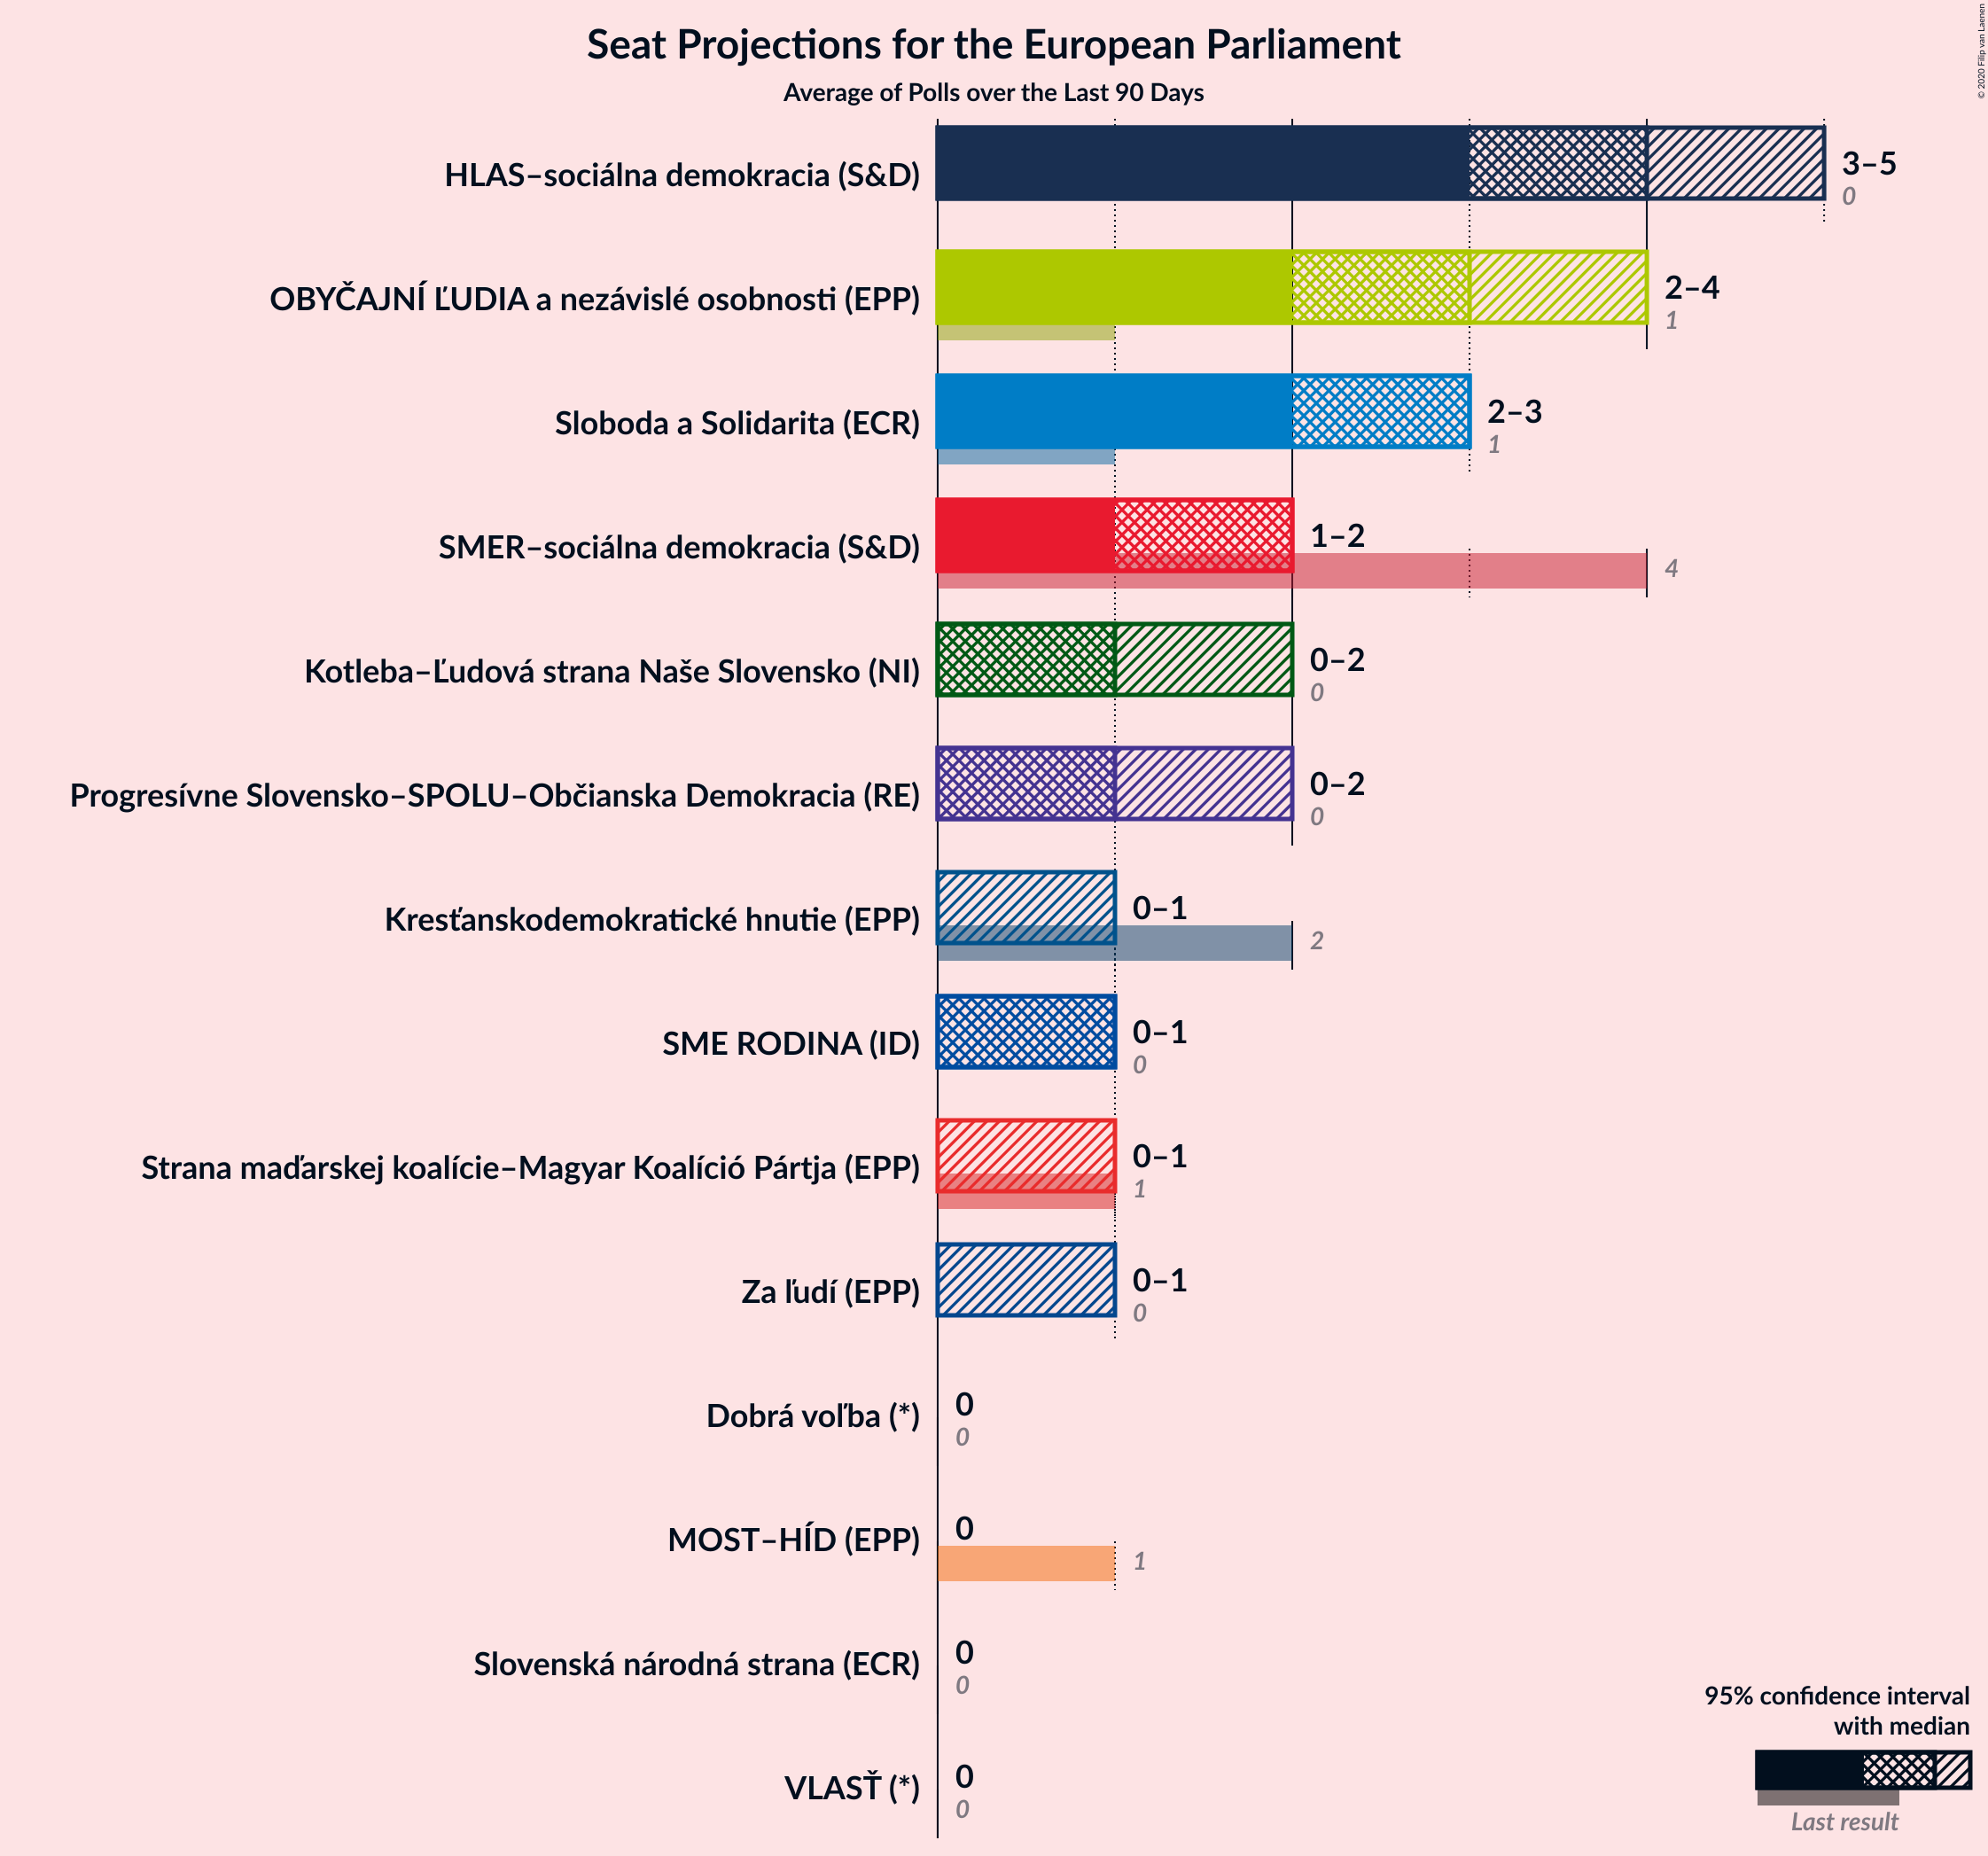 Seat Projections for the European Parliament
Average of Polls over the Last 90 Days
© 2020 Filip van Laenen
HLAS–sociálna demokracia (S&D)
3–5
0
OBYČAJNÍ ĽUDIA a nezávislé osobnosti (EPP)
2–4
1
Sloboda a Solidarita (ECR)
2–3
1
SMER–sociálna demokracia (S&D)
1–2
4
Kotleba–Ľudová strana Naše Slovensko (NI)
0–2
0
Progresívne Slovensko–SPOLU–Občianska Demokracia (RE)
0–2
0
Kresťanskodemokratické hnutie (EPP)
0–1
2
SME RODINA (ID)
0–1
0
Strana maďarskej koalície–Magyar Koalíció Pártja (EPP)
0–1
1
Za ľudí (EPP)
0–1
0
Dobrá voľba (*)
0
0
MOST–HÍD (EPP)
0
1
Slovenská národná strana (ECR)
0
0
VLASŤ (*)
0
0
95% confidence interval
with median
Last result